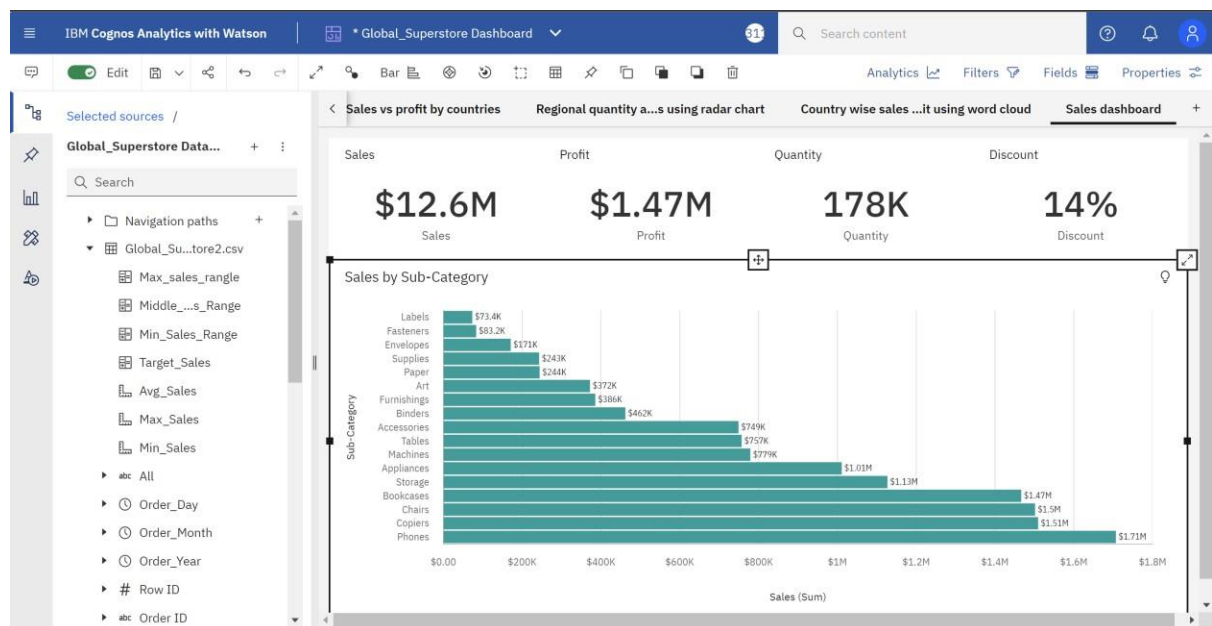 IBM Cognos Analytics with Watson
* Global_Superstore Dashboard
Search content
Edit
Bar
Analytics
Filters
Fields
Properties
Selected sources /
Global_Superstore Data...
Search
Navigation paths
Global_Su...tore2.csv
Max_sales_rangle
Middle_...s_Range
Min_Sales_Range
Target_Sales
Avg_Sales
Max_Sales
Min_Sales
abc All
Order_Day
Order_Month
Order_Year
# Row ID
abc Order ID
Sales vs profit by countries
Regional quantity a...s using radar chart
Country wise sales ...it using word cloud
Sales dashboard
Sales
Profit
Quantity
Discount
$12.6M
$1.47M
178K
14%
Sales
Profit
Quantity
Discount
Sales by Sub-Category
Sub-Category
Labels $73.4K
Fasteners $83.2K
Envelopes $171K
Supplies $243K
Paper $244K
Art $372K
Furnishings $386K
Binders $462K
Accessories $749K
Tables $757K
Machines $779K
Appliances $1.01M
Storage $1.13M
Bookcases $1.47M
Chairs $1.5M
Copiers $1.51M
Phones $1.71M
$0.00 $200K $400K $600K $800K $1M $1.2M $1.4M $1.6M $1.8M
Sales (Sum)